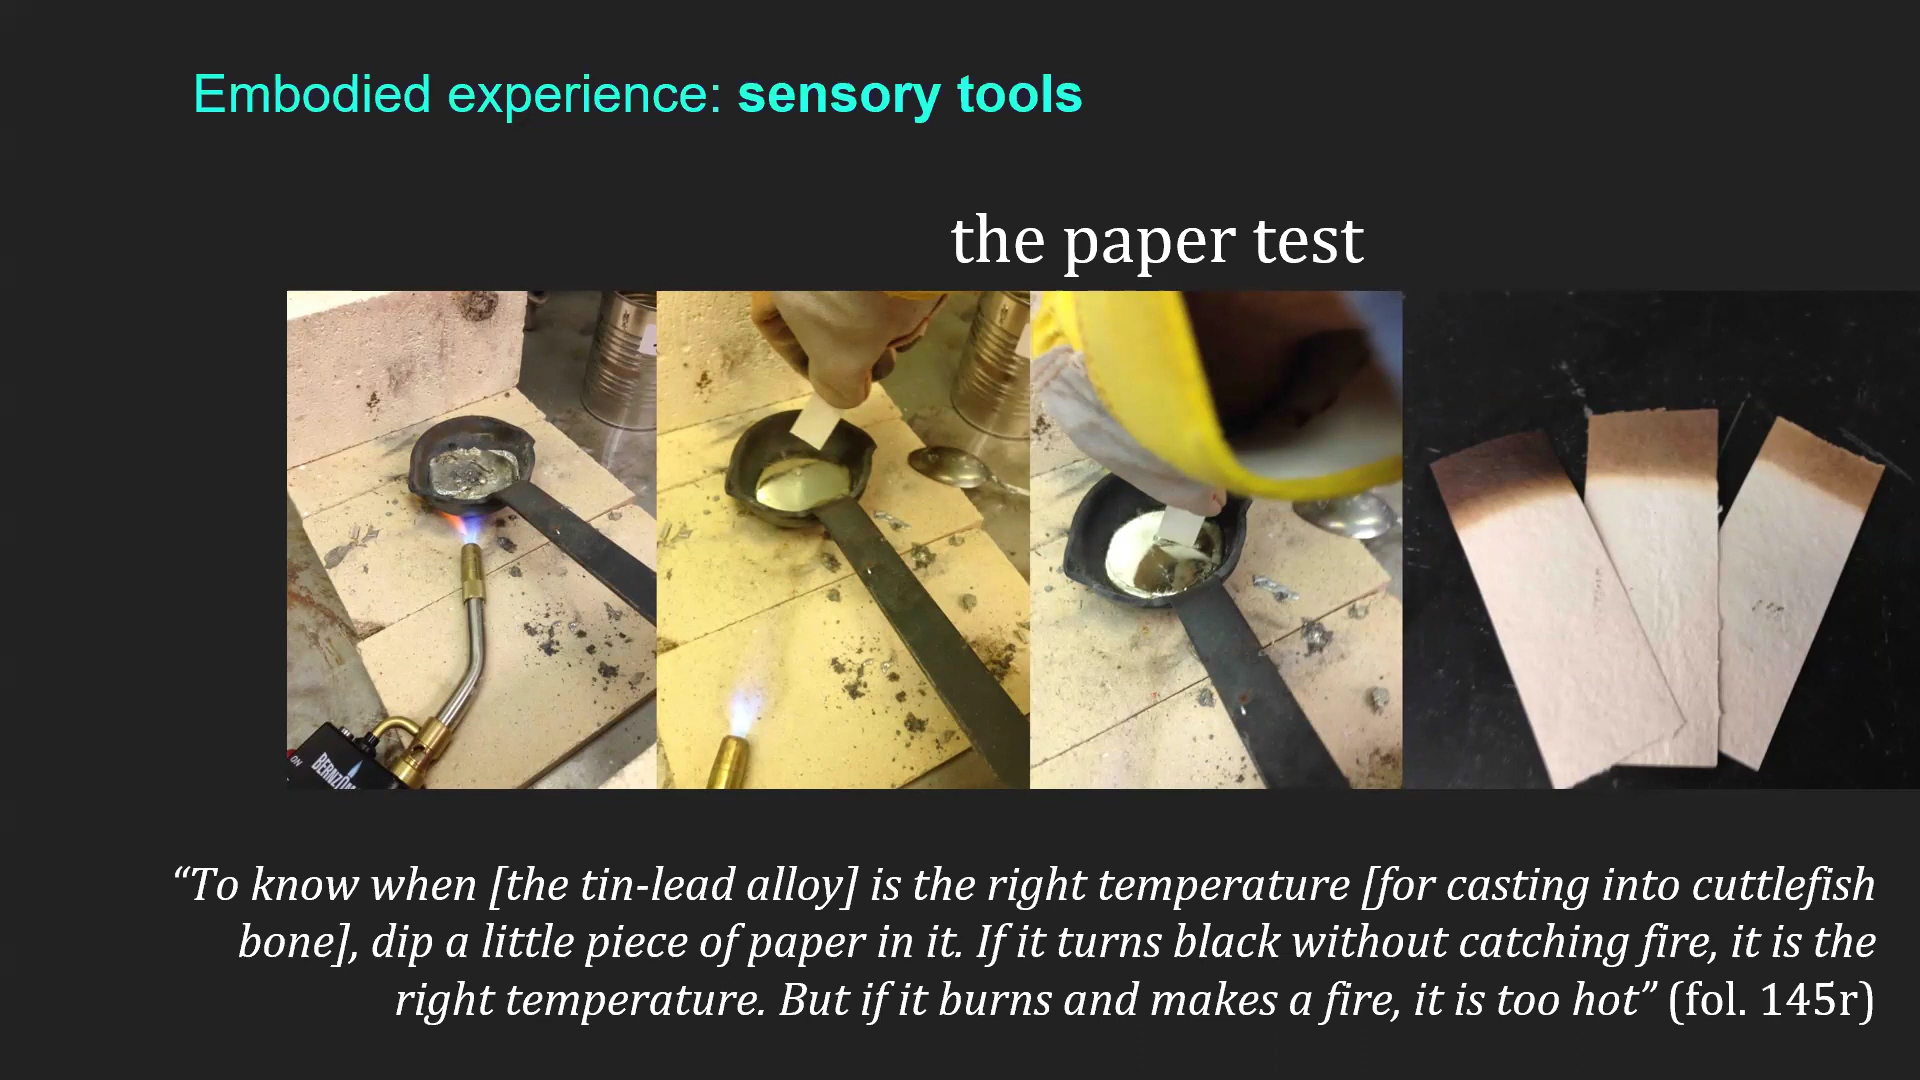 Embodied experience: sensory tools
the paper test
ON
“To know when [the tin-lead alloy] is the right temperature [for casting into cuttlefish
bone], dip a little piece of paper in it. If it turns black without catching fire, it is the
right temperature. But if it burns and makes a fire, it is too hot” (fol. 145r)